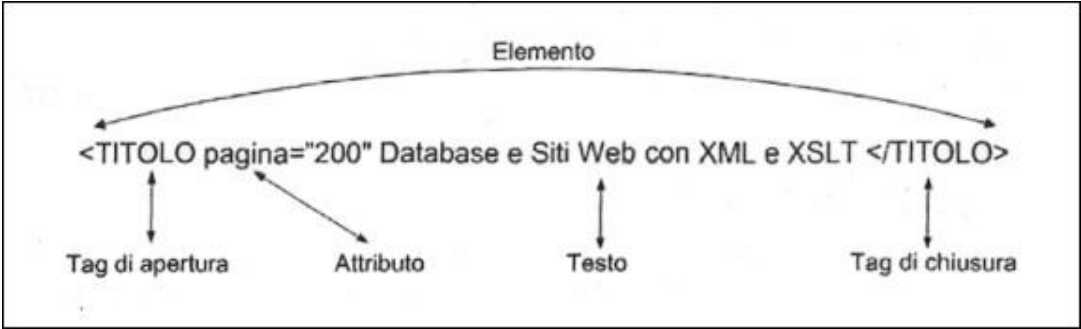 Elemento
<TITOLO pagina="200" Database e Siti Web con XML e XSLT </TITOLO>
Tag di apertura Attributo Testo Tag di chiusura